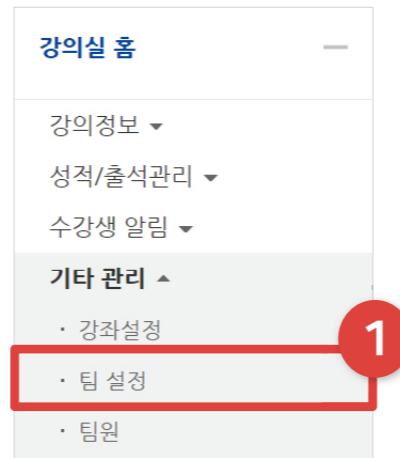 강의실 홈
강의정보
성적/출석관리
수강생 알림
기타 관리
· 강좌설정
1
· 팀 설정
· 팀원